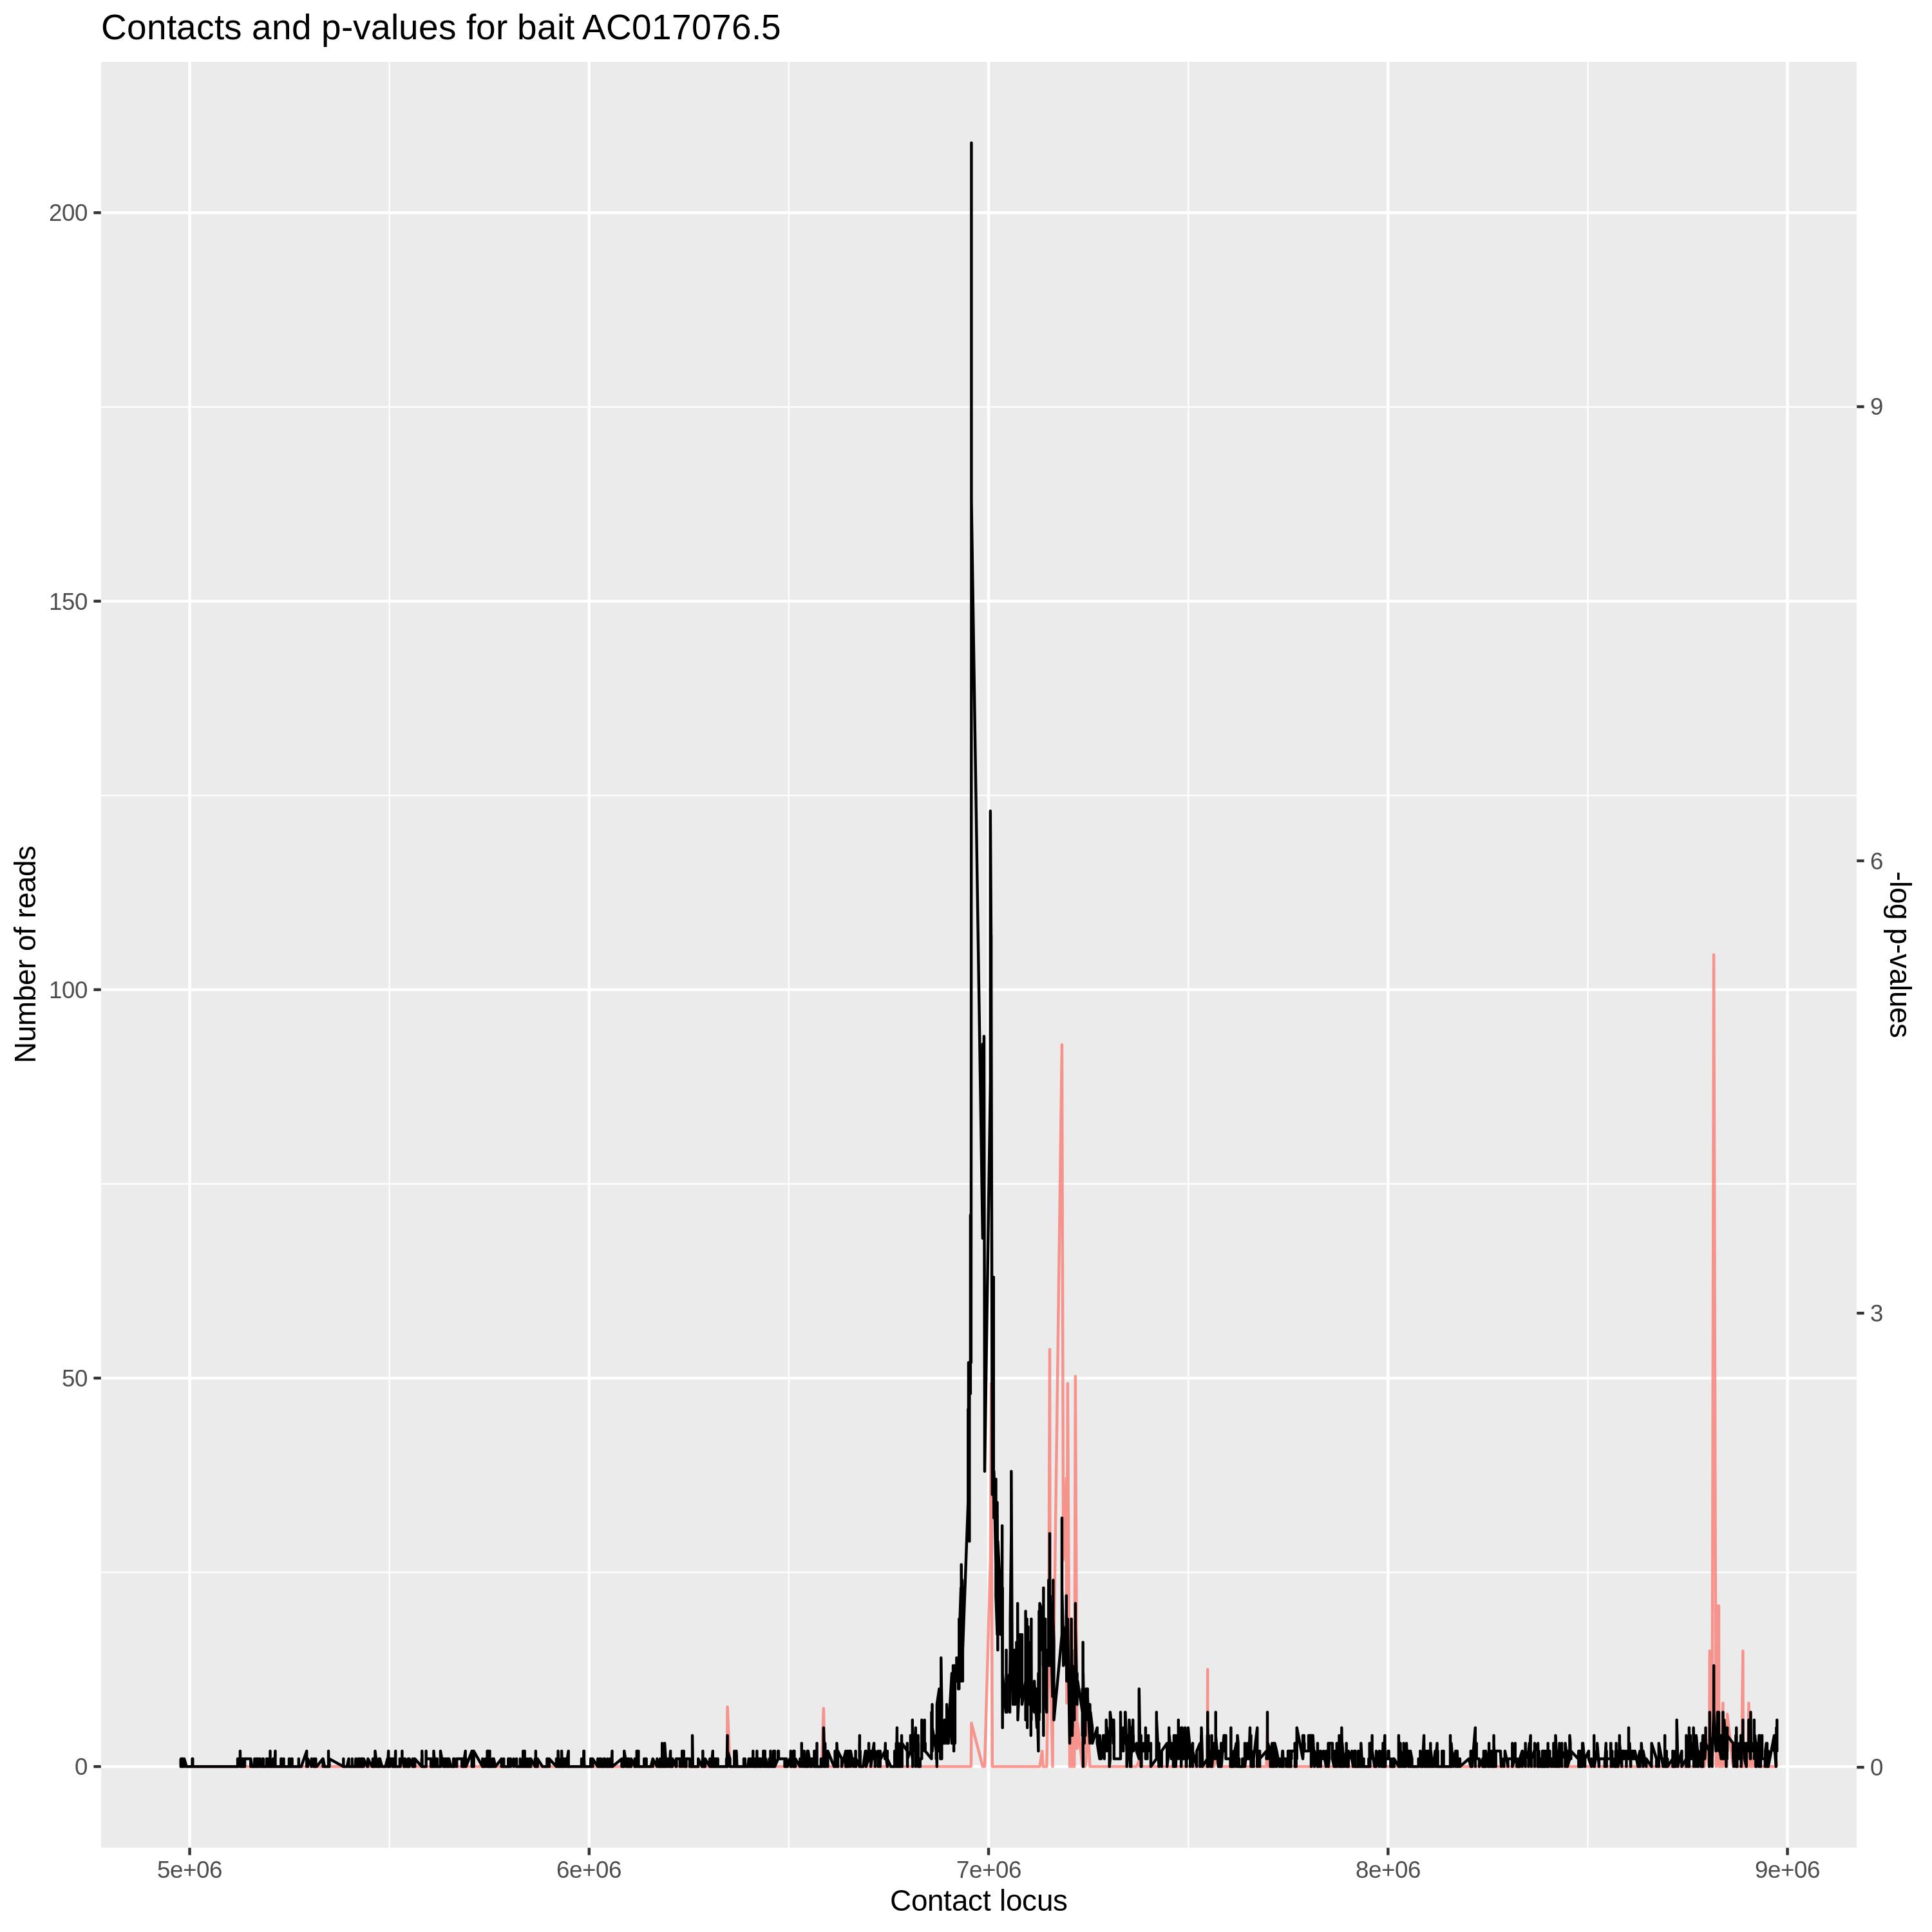 Contacts and p-values for bait AC017076.5
200
150
100
50
0
Number of reads
9
6
3
0
-log p-values
5e+06 6e+06 7e+06 8e+06 9e+06
Contact locus